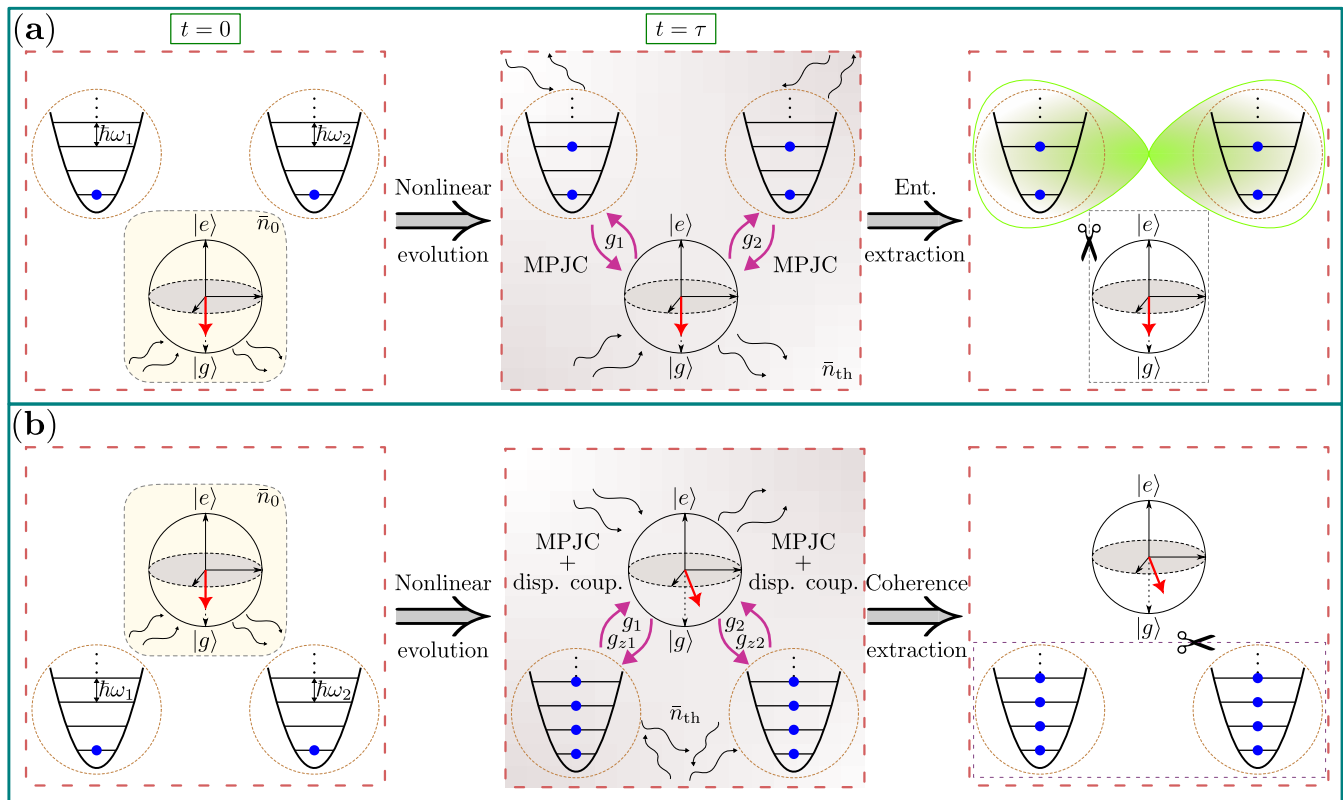 (a)
t = 0
t = τ
ħω₁
ħω₂
|e⟩
n̄₀
|g⟩
Nonlinear
evolution
g₁
g₂
MPJC
MPJC
|e⟩
|g⟩
n̄th
Ent.
extraction
|e⟩
|g⟩
(b)
|e⟩
n̄₀
|g⟩
ħω₁
ħω₂
Nonlinear
evolution
|e⟩
MPJC
+
disp. coup.
MPJC
+
disp. coup.
g₁
gz1
|g⟩
g₂
gz2
n̄th
Coherence
extraction
|e⟩
|g⟩